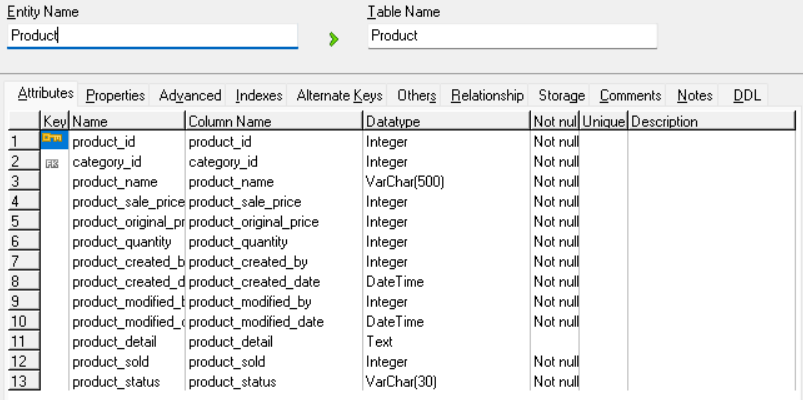 Entity Name Table Name
Product Product
Attributes Properties Advanced Indexes Alternate Keys Others Relationship Storage Comments Notes DDL
Key Name Column Name Datatype Not nul Unique Description
1 product_id product_id Integer Not null
2 FK category_id category_id Integer Not null
3 product_name product_name VarChar(500) Not null
4 product_sale_price product_sale_price Integer Not null
5 product_original_pr product_original_price Integer Not null
6 product_quantity product_quantity Integer Not null
7 product_created_b product_created_by Integer Not null
8 product_created_d product_created_date DateTime Not null
9 product_modified_b product_modified_by Integer Not null
10 product_modified_d product_modified_date DateTime Not null
11 product_detail product_detail Text
12 product_sold product_sold Integer Not null
13 product_status product_status VarChar(30) Not null